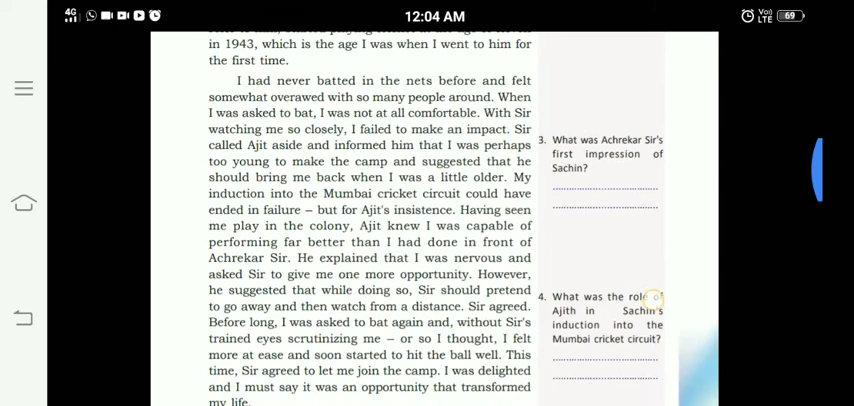 4G
12:04 AM
Vo)
LTE
69
in 1943, which is the age I was when I went to him for
the first time.
I had never batted in the nets before and felt
somewhat overawed with so many people around. When
I was asked to bat, I was not at all comfortable. With Sir
watching me so closely, I failed to make an impact. Sir
called Ajit aside and informed him that I was perhaps
too young to make the camp and suggested that he
should bring me back when I was a little older. My
induction into the Mumbai cricket circuit could have
ended in failure – but for Ajit's insistence. Having seen
me play in the colony, Ajit knew I was capable of
performing far better than I had done in front of
Achrekar Sir. He explained that I was nervous and
asked Sir to give me one more opportunity. However,
he suggested that while doing so, Sir should pretend
to go away and then watch from a distance. Sir agreed.
Before long, I was asked to bat again and, without Sir's
trained eyes scrutinizing me – or so I thought, I felt
more at ease and soon started to hit the ball well. This
time, Sir agreed to let me join the camp. I was delighted
and I must say it was an opportunity that transformed
my life.
3. What was Achrekar Sir's
first impression of
Sachin?
4. What was the role of
Ajith in Sachin's
induction into the
Mumbai cricket circuit?